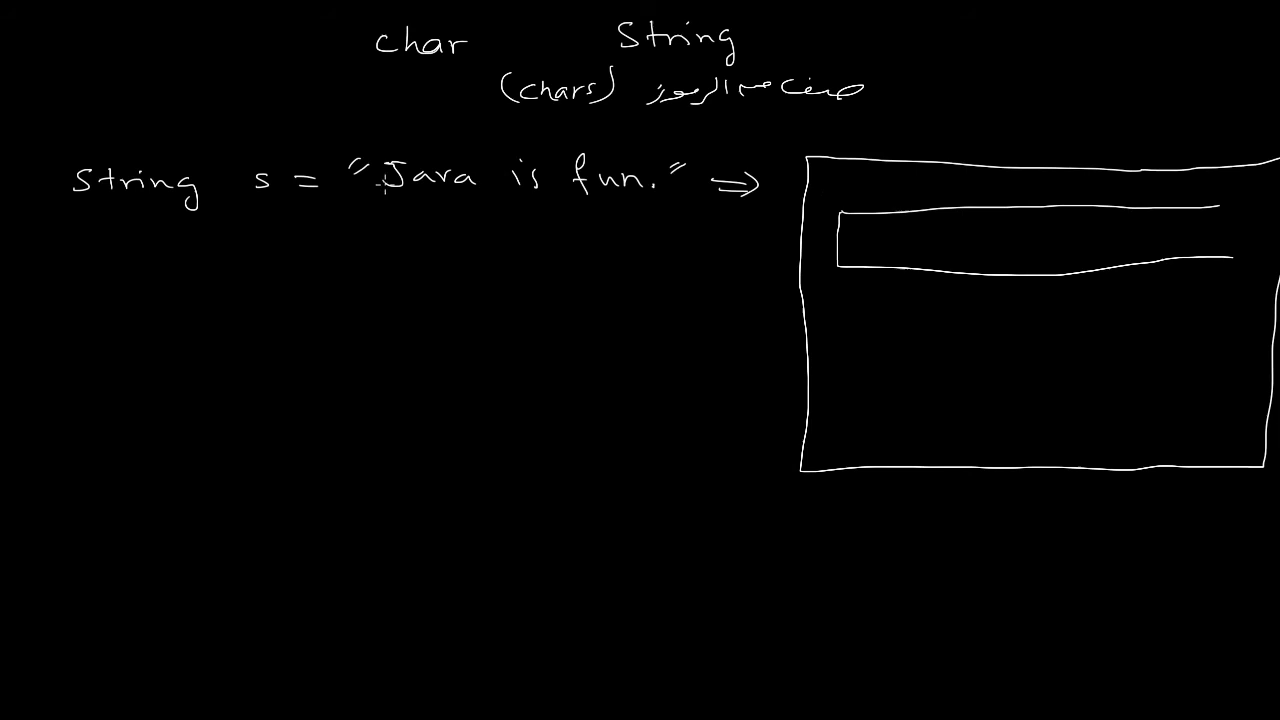 char String
صف من الرموز (chars)
String s = "Java is fun." ⇒